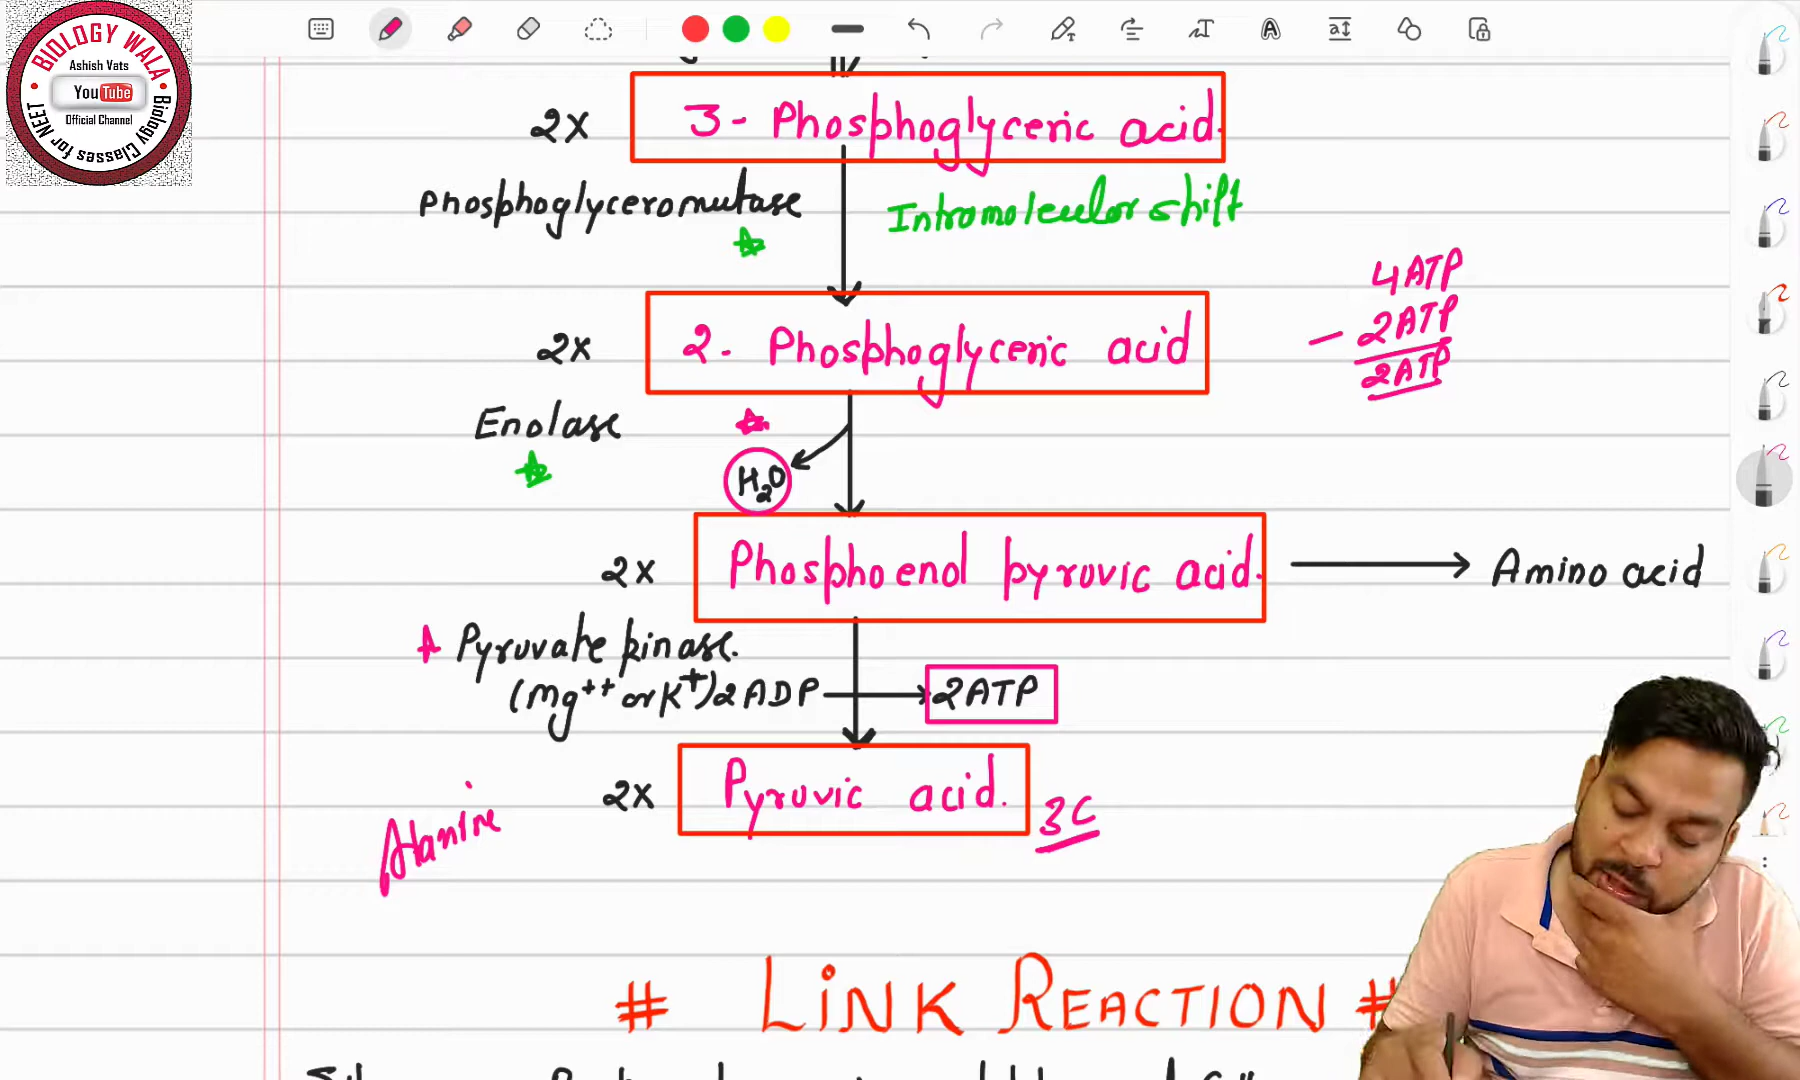 BIOLOGY WALA
Ashish Vats
YouTube
Official Channel
Biology Classes for NEET
2x 3- Phosphoglyceric acid.
Phosphoglyceromutase
Intramoleculor shift
4ATP
- 2ATP
2ATP
2x 2- Phosphoglyceric acid
Enolase
H2O
2x Phosphoenol pyruvic acid. Amino acid
Pyruvate kinase.
(Mg++ or K+) 2ADP 2ATP
2x Pyruvic acid. 3C
Alanine
# LiNK REACTION #